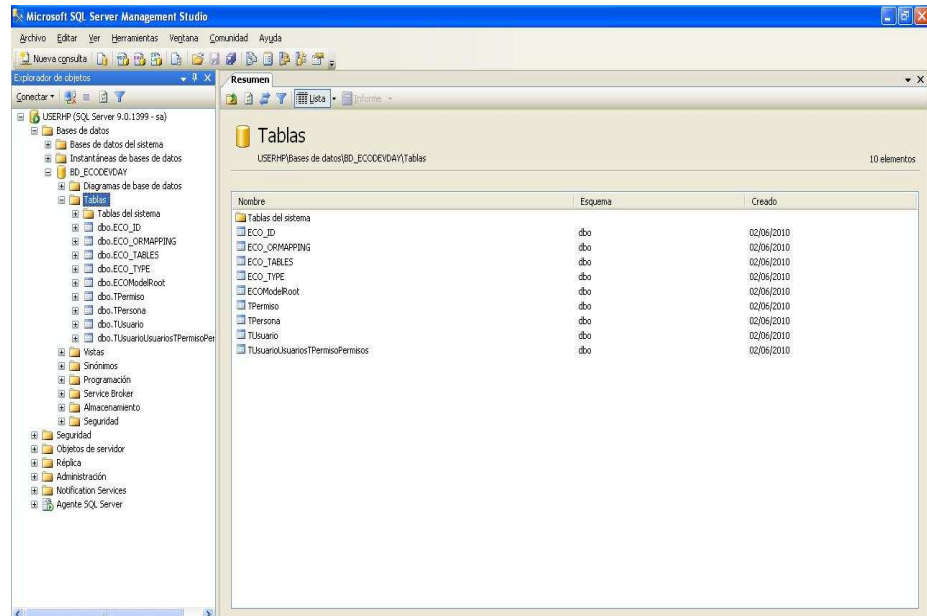 Microsoft SQL Server Management Studio
Archivo Editar Ver Herramientas Ventana Comunidad Ayuda
Nueva consulta
Explorador de objetos
Conectar
USERHP (SQL Server 9.0.1399 - sa)
Bases de datos
Bases de datos del sistema
Instantáneas de bases de datos
BD_ECODEVDAY
Diagramas de base de datos
Tablas
Tablas del sistema
dbo.ECO_ID
dbo.ECO_ORMAPPING
dbo.ECO_TABLES
dbo.ECO_TYPE
dbo.ECOModelRoot
dbo.TPermiso
dbo.TPersona
dbo.TUsuario
dbo.TUsuarioUsuariosTPermisoPer
Vistas
Sinónimos
Programación
Service Broker
Almacenamiento
Seguridad
Seguridad
Objetos de servidor
Réplica
Administración
Notification Services
Agente SQL Server
Resumen
Lista Informe
Tablas
USERHP\Bases de datos\BD_ECODEVDAY\Tablas 10 elementos
Nombre Esquema Creado
Tablas del sistema
ECO_ID dbo 02/06/2010
ECO_ORMAPPING dbo 02/06/2010
ECO_TABLES dbo 02/06/2010
ECO_TYPE dbo 02/06/2010
ECOModelRoot dbo 02/06/2010
TPermiso dbo 02/06/2010
TPersona dbo 02/06/2010
TUsuario dbo 02/06/2010
TUsuarioUsuariosTPermisoPermisos dbo 02/06/2010